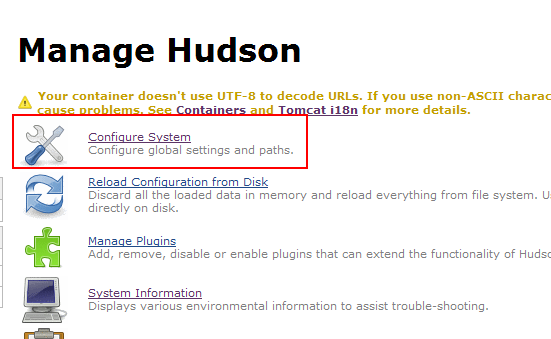 Manage Hudson
Your container doesn't use UTF-8 to decode URLs. If you use non-ASCII
cause problems. See Containers and Tomcat i18n for more details.
Configure System
Configure global settings and paths.
Reload Configuration from Disk
Discard all the loaded data in memory and reload everything from file system.
directly on disk.
Manage Plugins
Add, remove, disable or enable plugins that can extend the functionality of
System Information
Displays various environmental information to assist trouble-shooting.